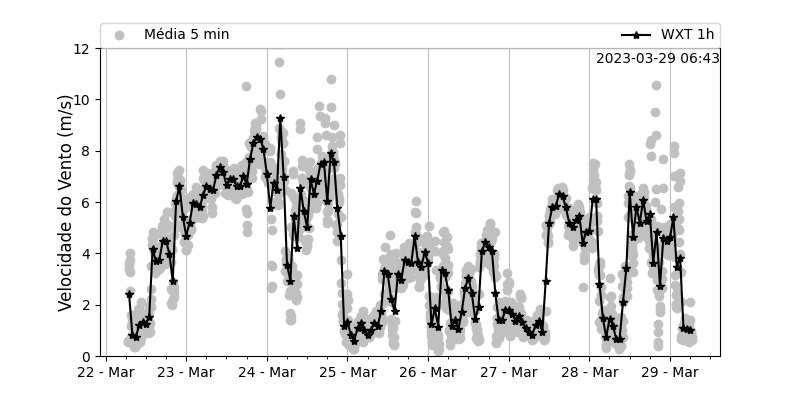 Média 5 min
WXT 1h
2023-03-29 06:43
Velocidade do Vento (m/s)
12
10
8
6
4
2
0
22 - Mar
23 - Mar
24 - Mar
25 - Mar
26 - Mar
27 - Mar
28 - Mar
29 - Mar